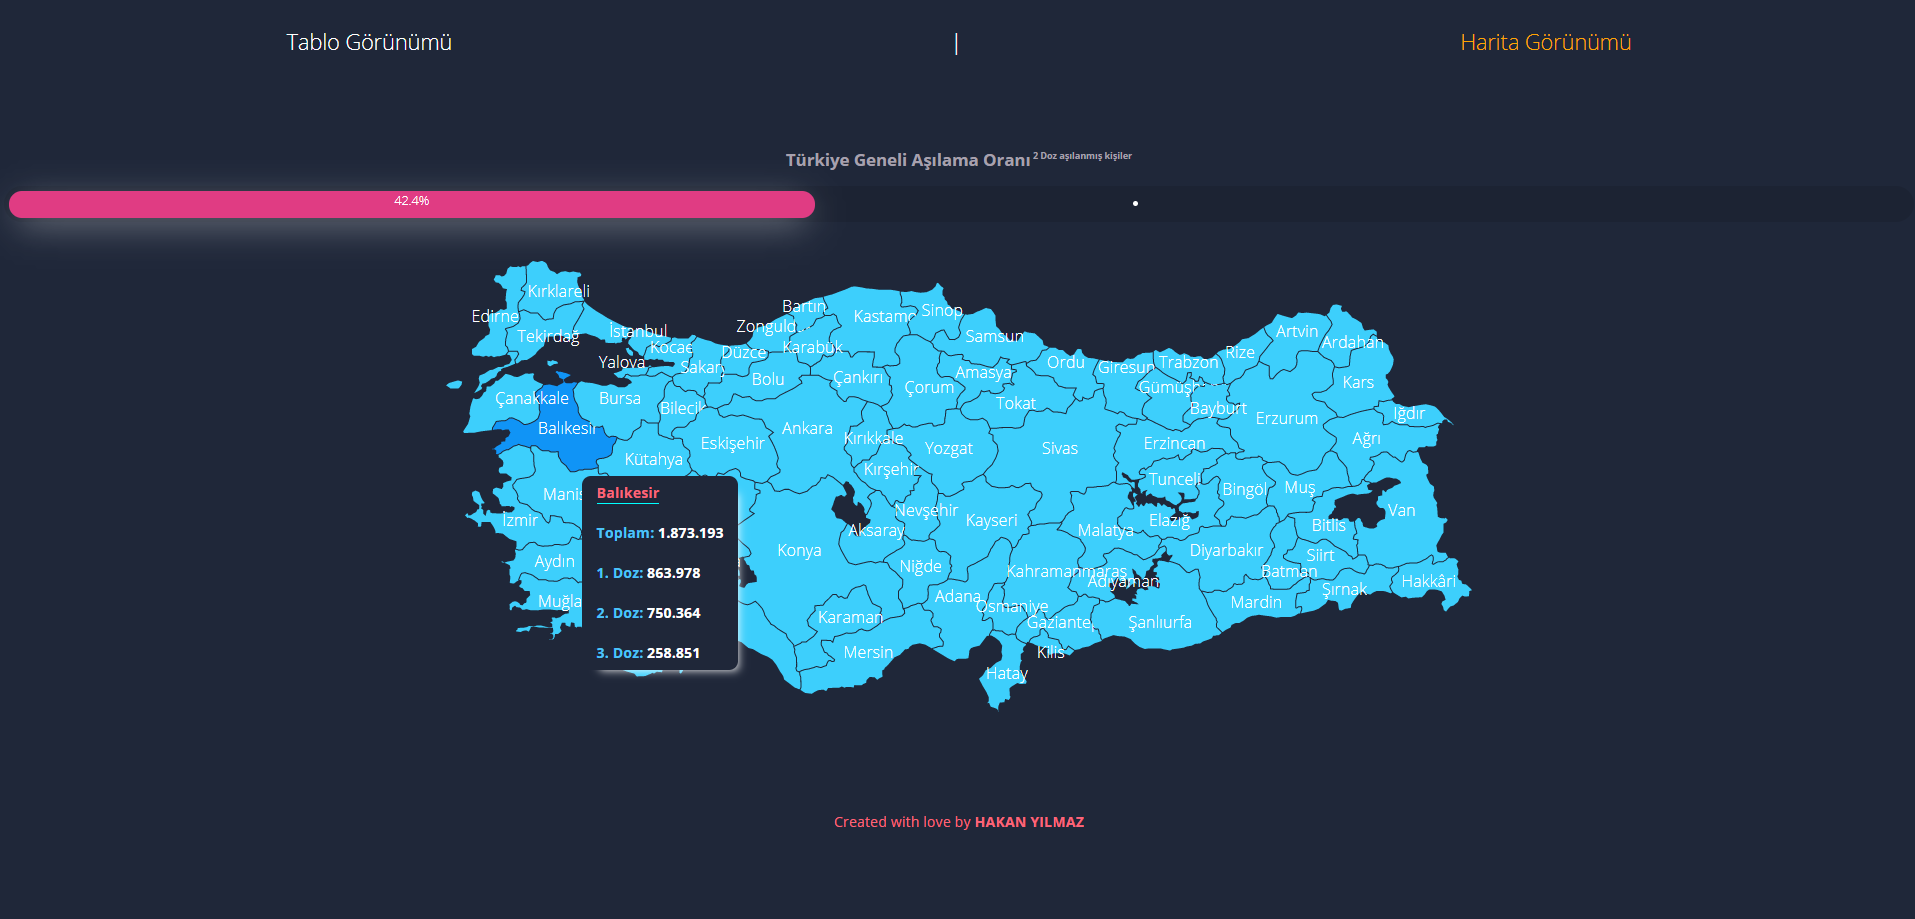 Tablo Görünümü | Harita Görünümü
Türkiye Geneli Aşılama Oranı 2 Doz aşılanmış kişiler
42.4%
Kırklareli
Edirne
Tekirdağ
İstanbul
Kocae
Yalova
Sakar
Düzce
Zonguld
Bartın
Karabük
Kastamo
Sinop
Samsun
Bolu
Çankırı
Çorum
Amasya
Ordu
Giresun
Trabzon
Rize
Artvin
Ardahan
Kars
Gümüşh
Bayburt
Erzurum
Iğdır
Ağrı
Çanakkale
Balıkesir
Bursa
Bilecik
Tokat
Eskişehir
Ankara
Kırıkkale
Yozgat
Sivas
Erzincan
Kütahya
Kırşehir
Tunceli
Bingöl
Muş
Manis
İzmir
Nevşehir
Kayseri
Aksaray
Malatya
Elazığ
Bitlis
Van
Aydın
Konya
Niğde
Kahramanmaraş
Adıyaman
Diyarbakır
Siirt
Batman
Şırnak
Hakkâri
Muğla
Karaman
Adana
Osmaniye
Gaziantep
Şanlıurfa
Mardin
Mersin
Kilis
Hatay
Balıkesir
Toplam: 1.873.193
1. Doz: 863.978
2. Doz: 750.364
3. Doz: 258.851
Created with love by HAKAN YILMAZ